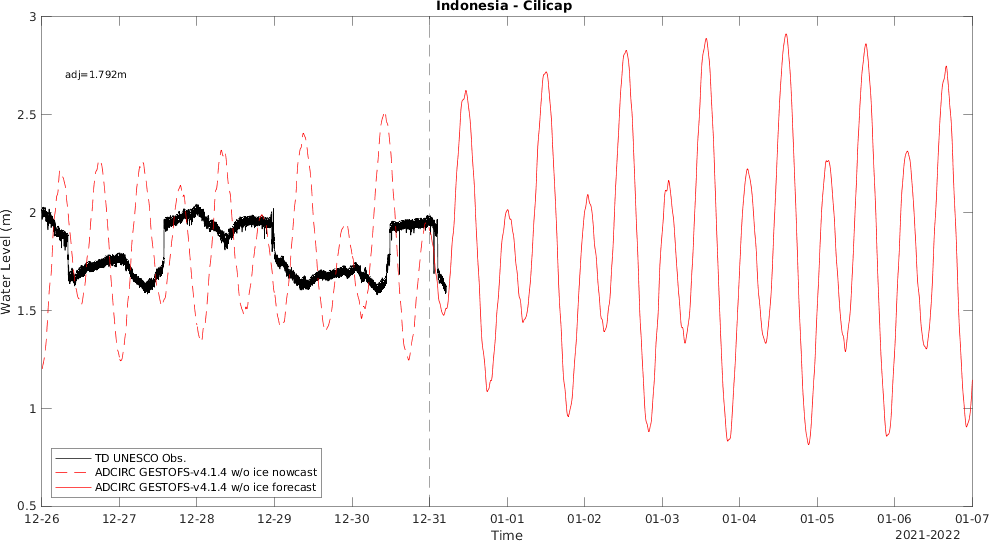 Indonesia - Cilicap
adj=1.792m
3
2.5
2
1.5
1
0.5
Water Level (m)
TD UNESCO Obs.
ADCIRC GESTOFS-v4.1.4 w/o ice nowcast
ADCIRC GESTOFS-v4.1.4 w/o ice forecast
12-26 12-27 12-28 12-29 12-30 12-31 01-01 01-02 01-03 01-04 01-05 01-06 01-07
Time
2021-2022